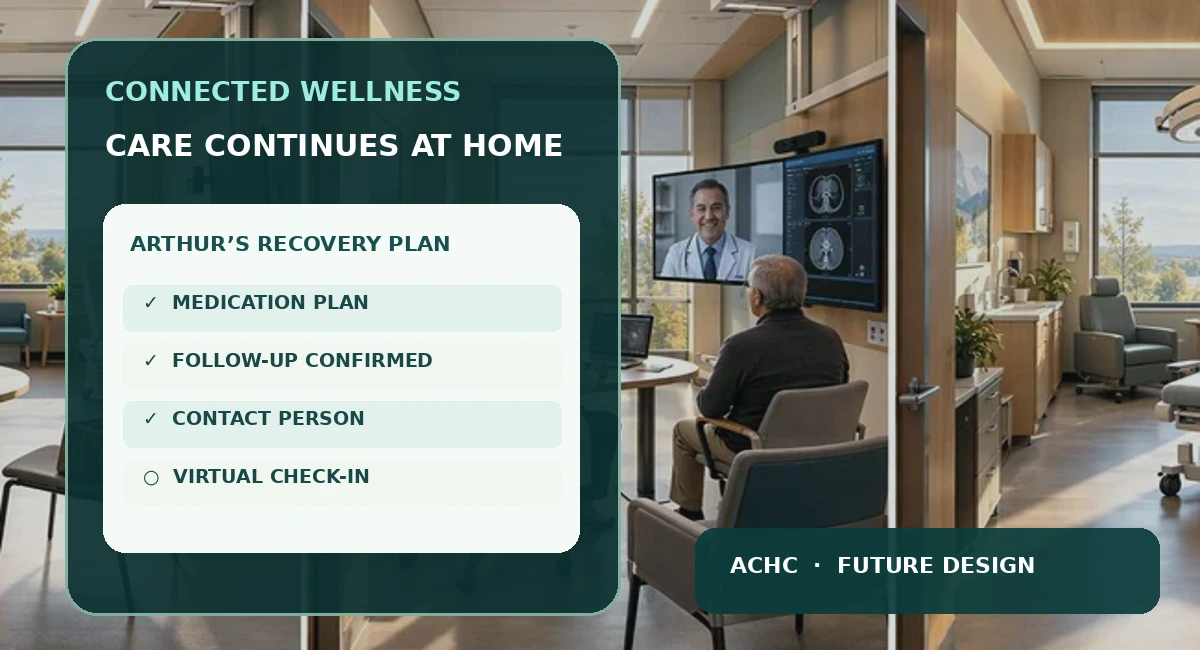 CONNECTED WELLNESS
CARE CONTINUES AT HOME
ARTHUR’S RECOVERY PLAN
✓ MEDICATION PLAN
✓ FOLLOW-UP CONFIRMED
✓ CONTACT PERSON
○ VIRTUAL CHECK-IN
ACHC · FUTURE DESIGN